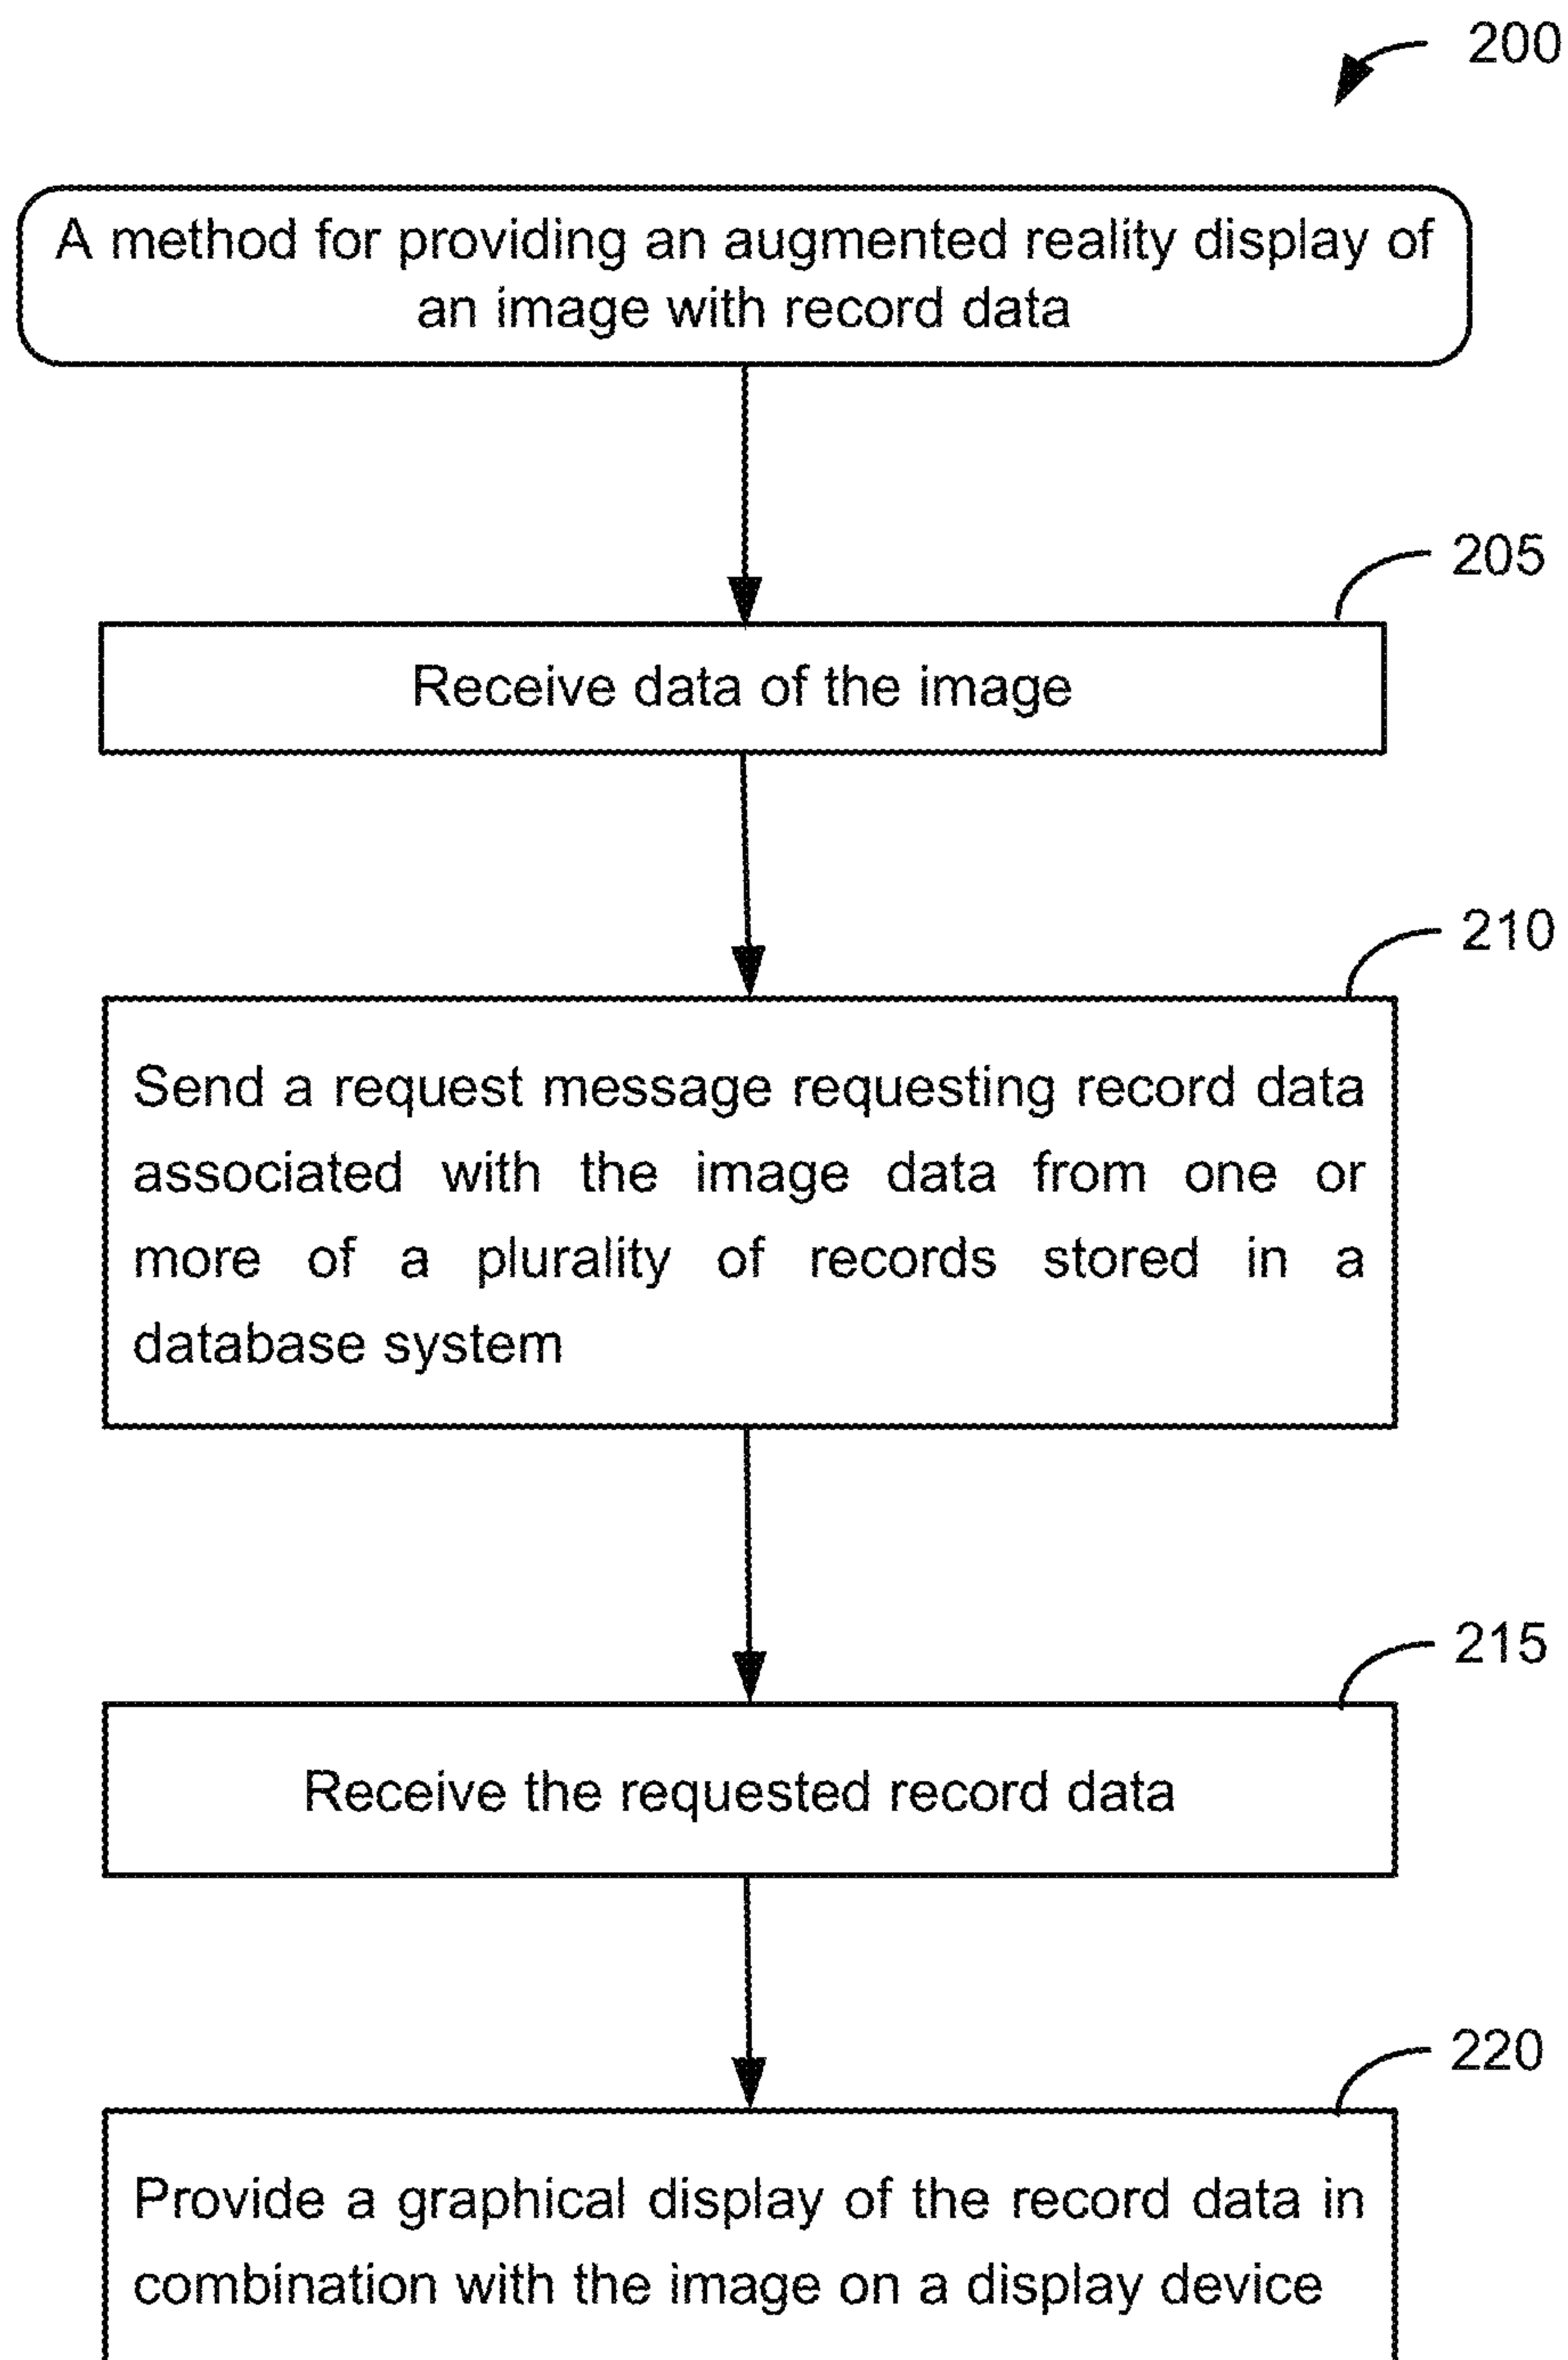 200
A method for providing an augmented reality display of
an image with record data
205
Receive data of the image
210
Send a request message requesting record data
associated with the image data from one or
more of a plurality of records stored in a
database system
215
Receive the requested record data
220
Provide a graphical display of the record data in
combination with the image on a display device